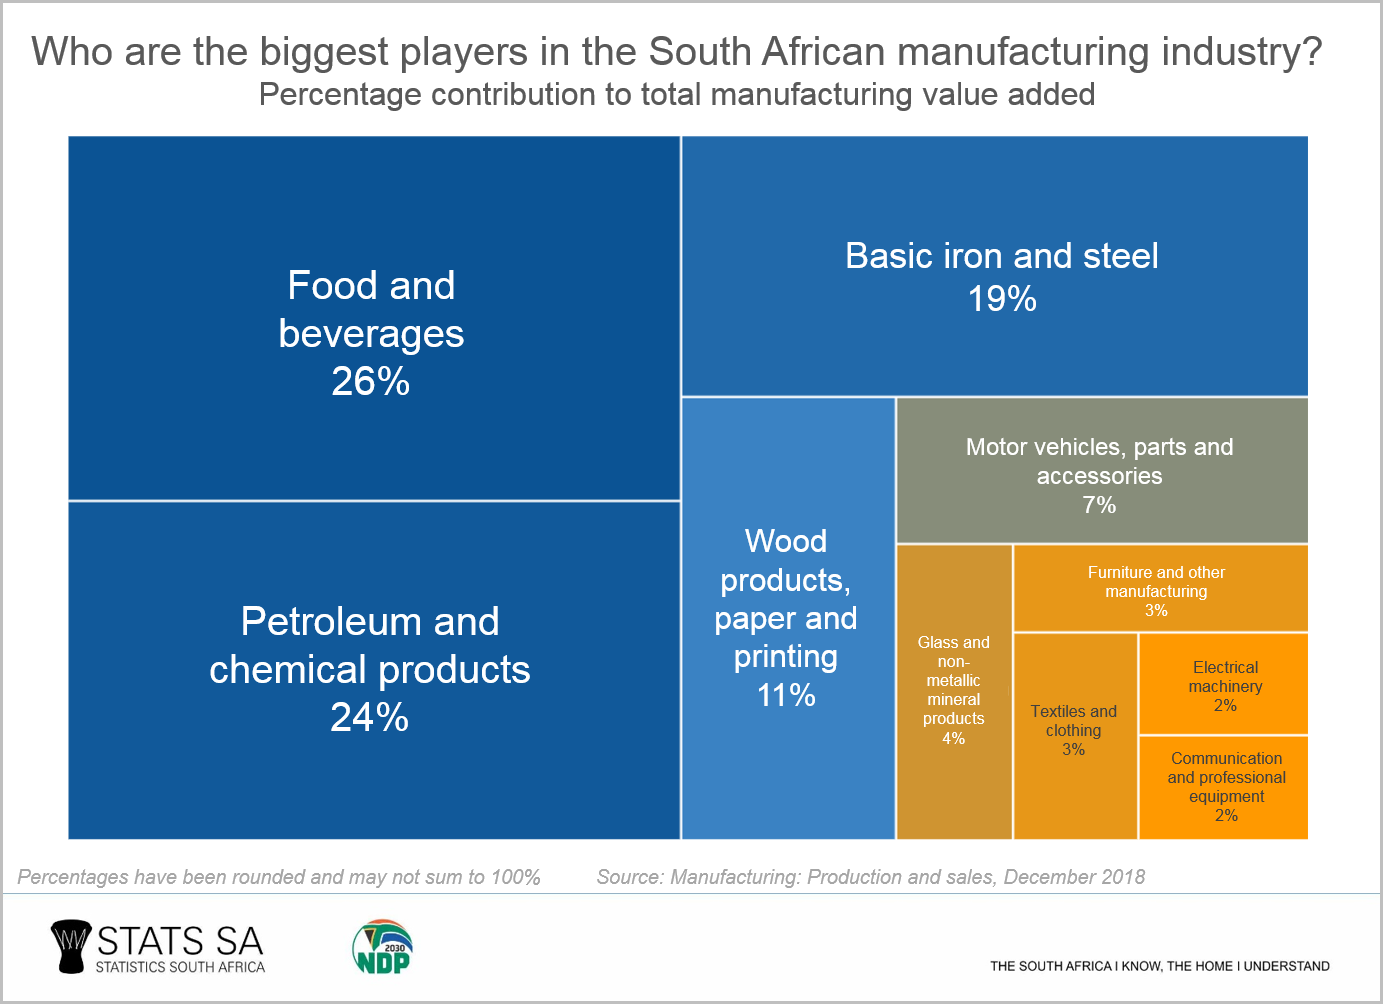 Who are the biggest players in the South African manufacturing industry?
Percentage contribution to total manufacturing value added
Food and
beverages
26%
Petroleum and
chemical products
24%
Basic iron and steel
19%
Wood
products,
paper and
printing
11%
Motor vehicles, parts and
accessories
7%
Glass and
non-
metallic
mineral
products
4%
Furniture and other
manufacturing
3%
Textiles and
clothing
3%
Electrical
machinery
2%
Communication
and professional
equipment
2%
Percentages have been rounded and may not sum to 100%
Source: Manufacturing: Production and sales, December 2018
STATS SA
STATISTICS SOUTH AFRICA
2030
NDP
THE SOUTH AFRICA I KNOW, THE HOME I UNDERSTAND